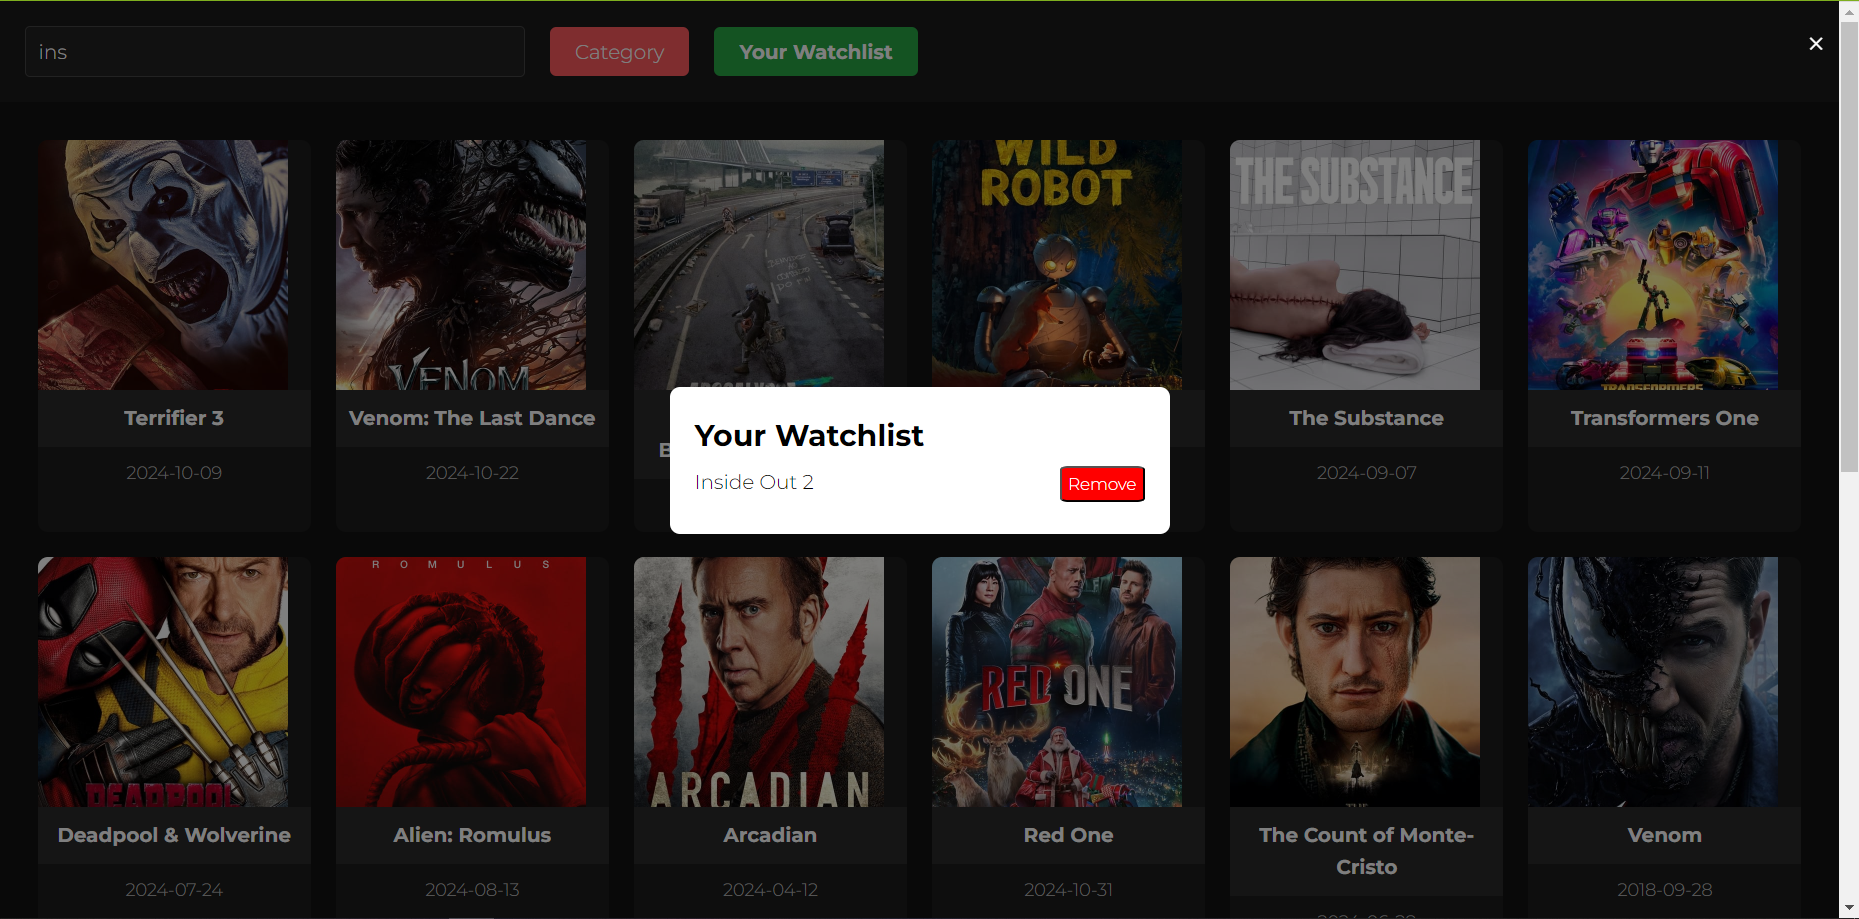 ins
Category
Your Watchlist
WILD
ROBOT
THE SUBSTANCE
VENOM
TRANSFORMERS
Terrifier 3
Venom: The Last Dance
B
The Substance
Transformers One
2024-10-09
2024-10-22
2024-09-07
2024-09-11
Your Watchlist
Inside Out 2
Remove
ROMULUS
RED ONE
DEADPOOL
ARCADIAN
THE
Deadpool & Wolverine
Alien: Romulus
Arcadian
Red One
The Count of Monte-
Cristo
Venom
2024-07-24
2024-08-13
2024-04-12
2024-10-31
2018-09-28